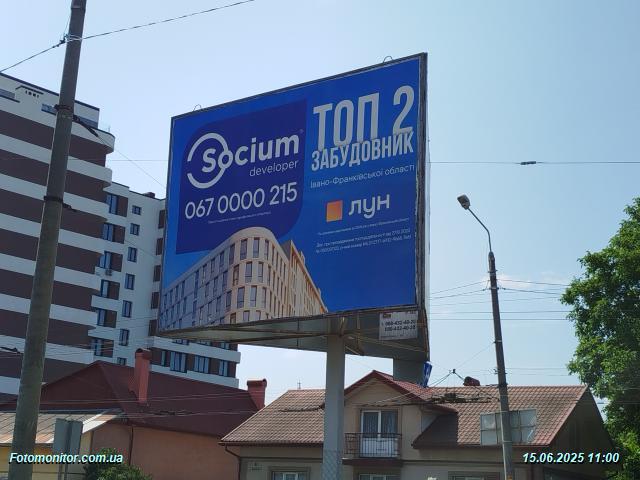 Socium
developer
067 0000 215
ТОП 2
ЗАБУДОВНИК
Івано-Франківської області
лун
Fotomonitor.com.ua
15.06.2025 11:00